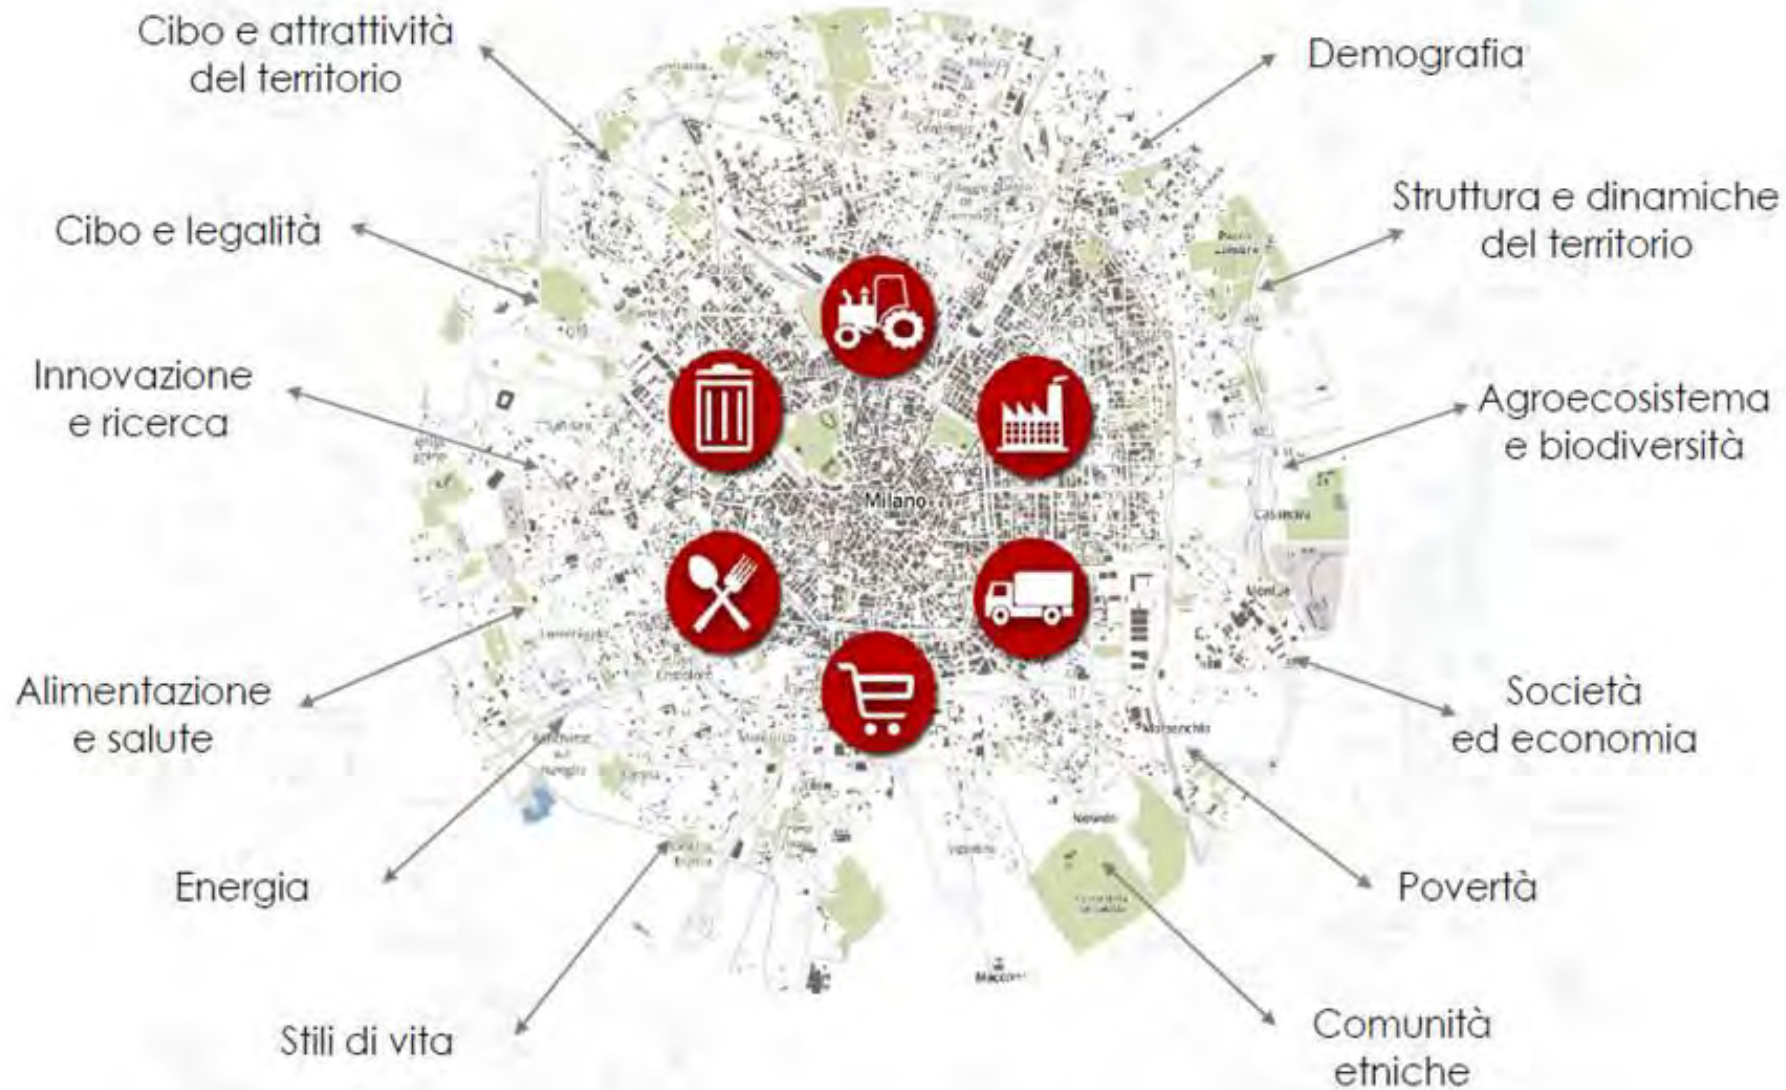 Cibo e attrattività
del territorio
Demografia
Cibo e legalità
Struttura e dinamiche
del territorio
Innovazione
e ricerca
Agroecosistema
e biodiversità
Milano
Alimentazione
e salute
Società
ed economia
Energia
Povertà
Stili di vita
Comunità
etniche